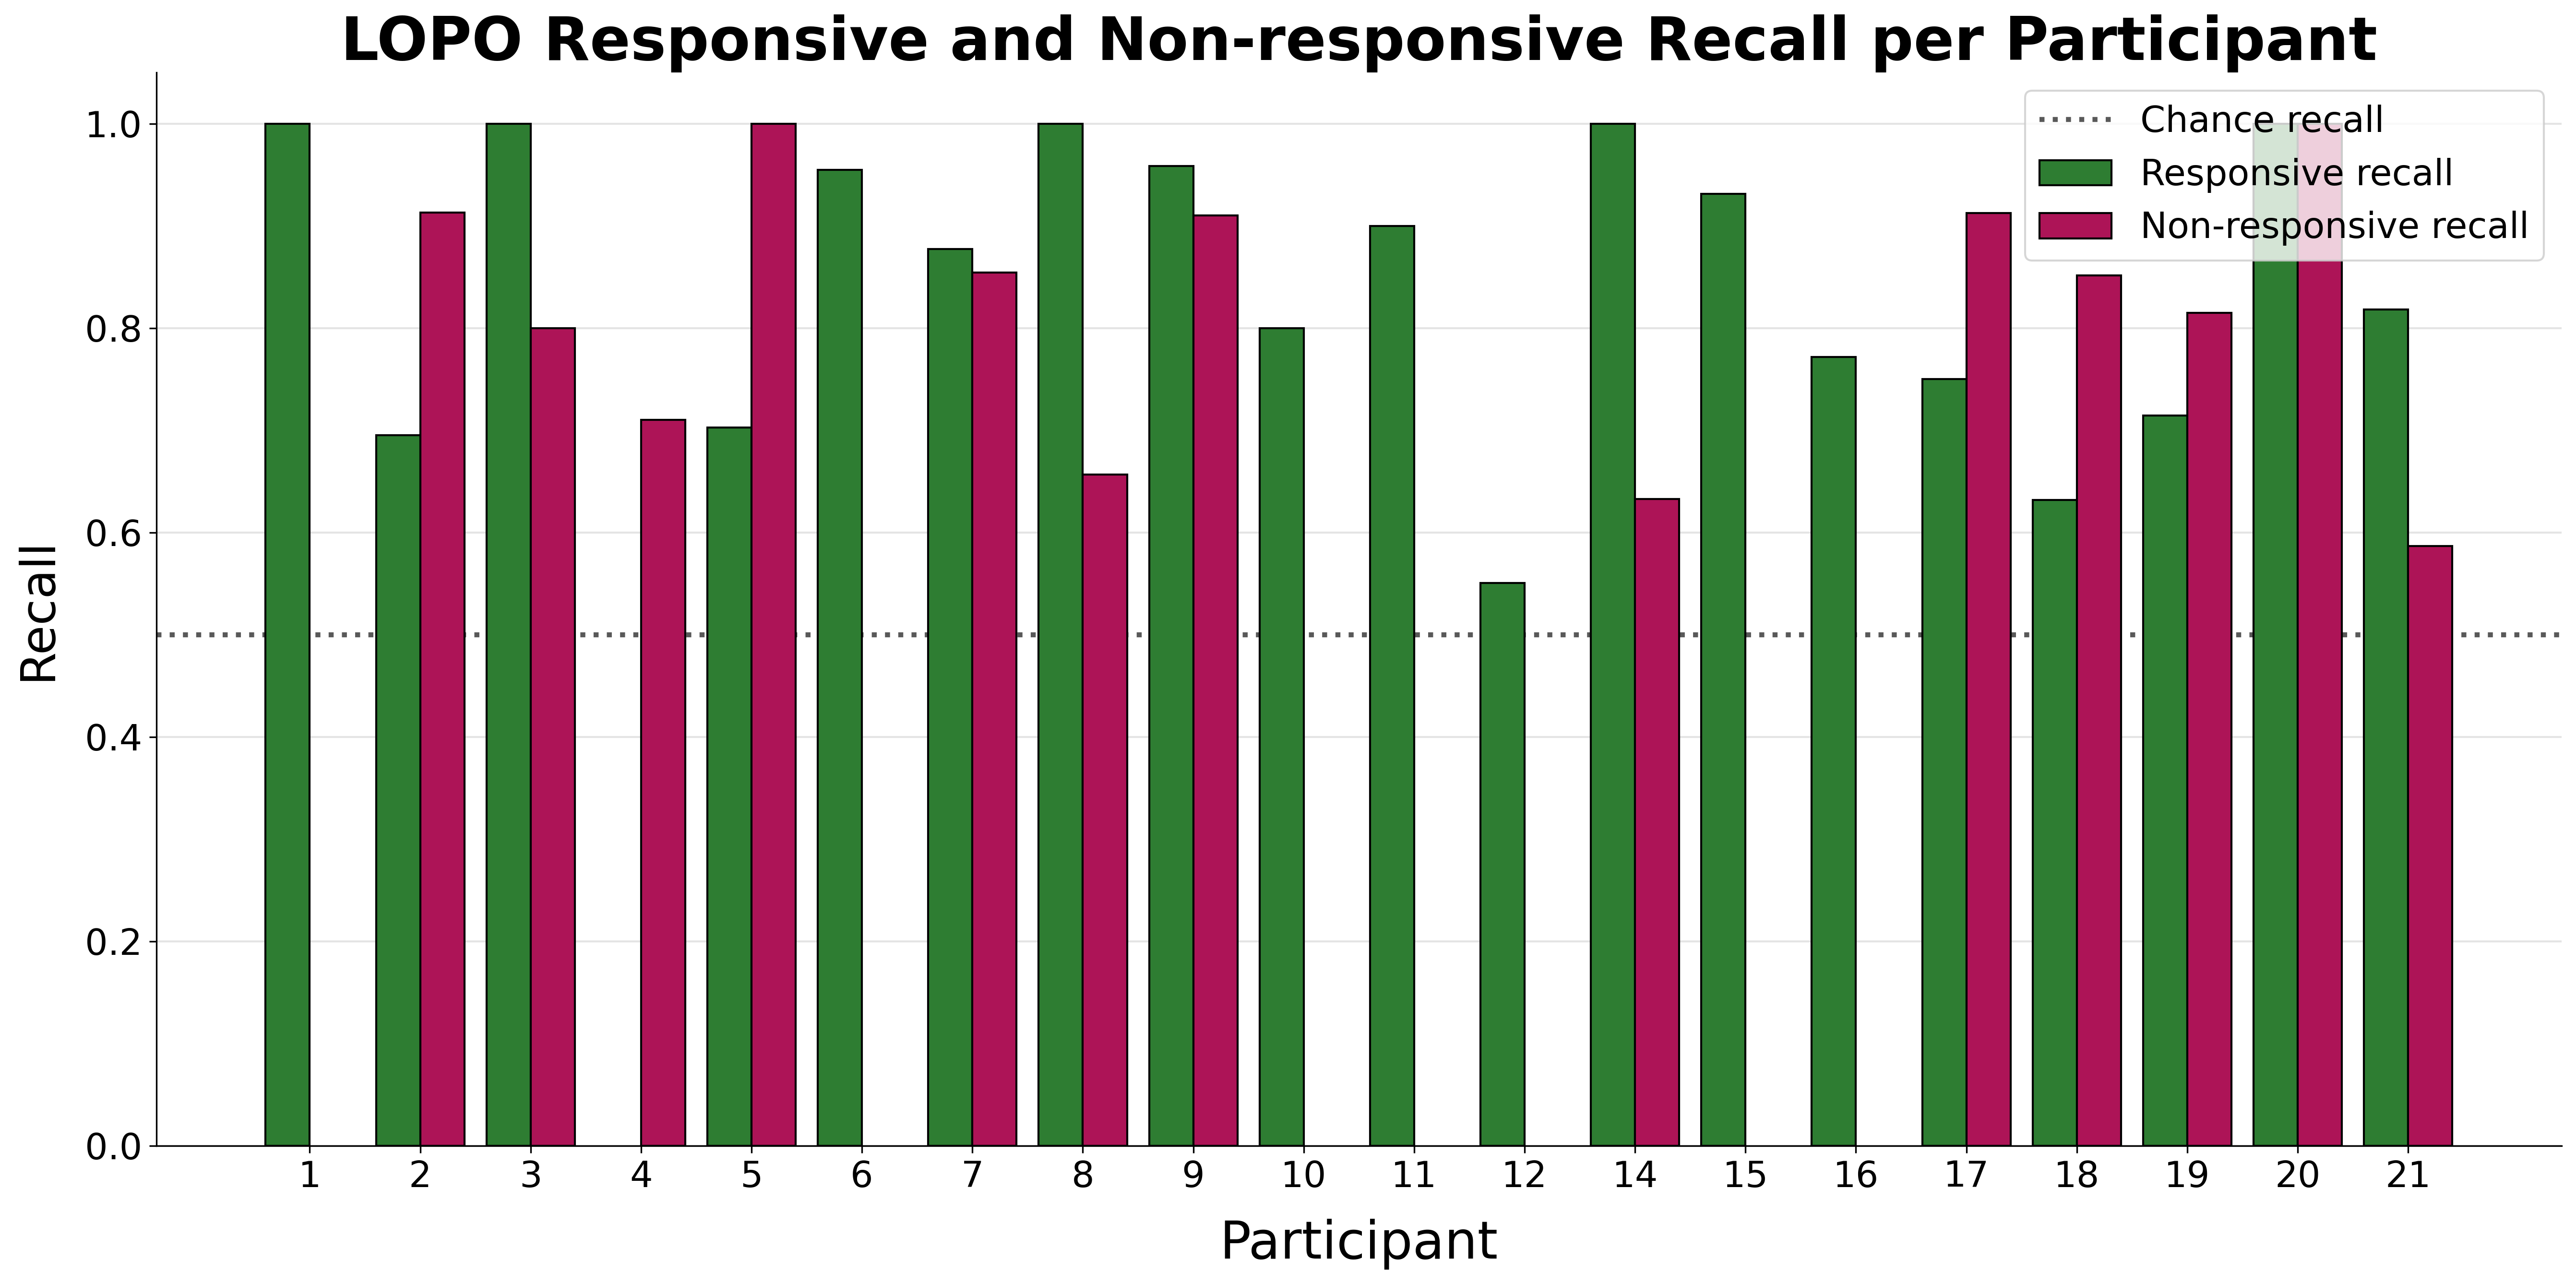 LOPO Responsive and Non-responsive Recall per Participant
Chance recall
Responsive recall
Non-responsive recall
1.0
0.8
0.6
0.4
0.2
0.0
Recall
1 2 3 4 5 6 7 8 9 10 11 12 14 15 16 17 18 19 20 21
Participant